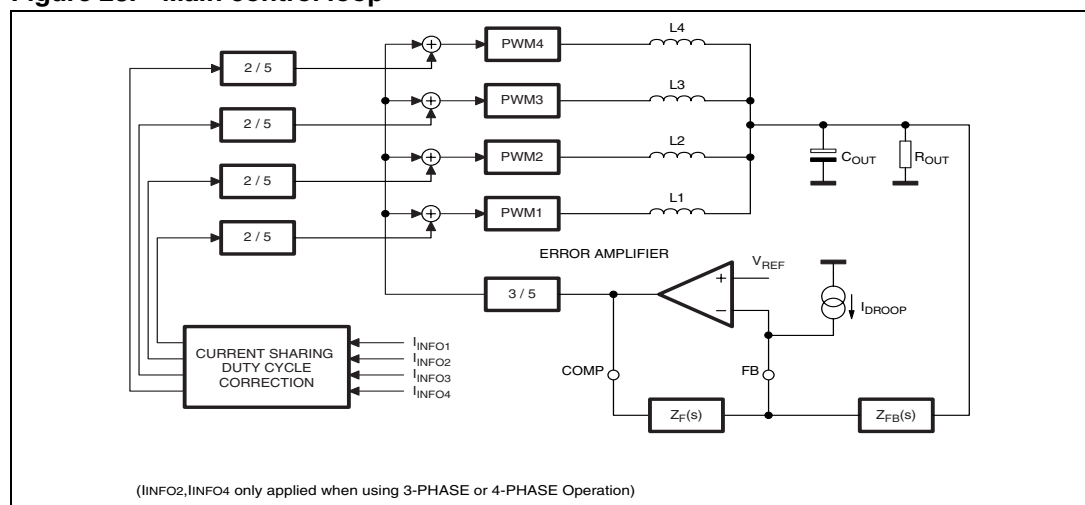 Figure 23. Main control loop
L4
PWM4
2 / 5
L3
PWM3
2 / 5
L2
PWM2
COUT
ROUT
2 / 5
L1
PWM1
2 / 5
ERROR AMPLIFIER
VREF
3 / 5
IDROOP
CURRENT SHARING
DUTY CYCLE
CORRECTION
IINFO1
IINFO2
IINFO3
IINFO4
COMP
FB
ZF(s)
ZFB(s)
(IINFO2,IINFO4 only applied when using 3-PHASE or 4-PHASE Operation)